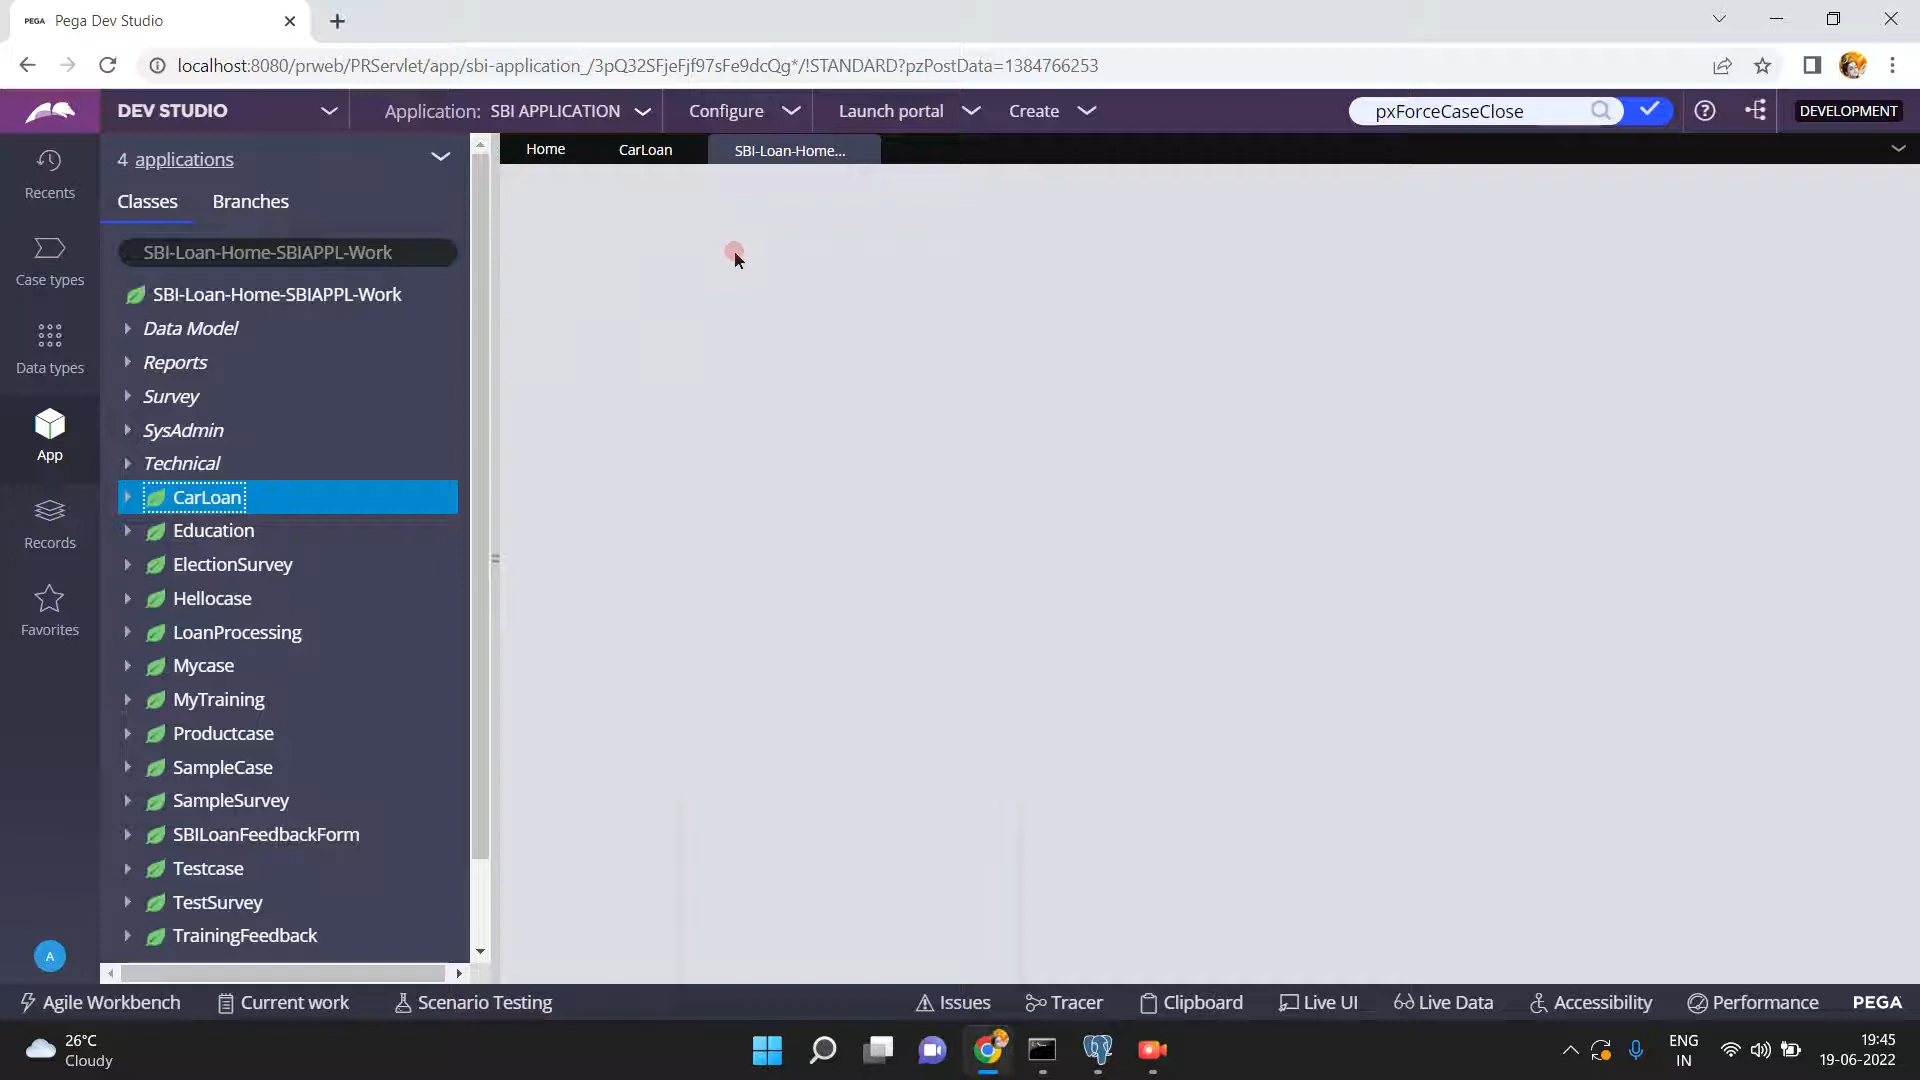 PEGA Pega Dev Studio
localhost:8080/prweb/PRServlet/app/sbi-application_/3pQ32SFjeFjf97sFe9dcQg*/!STANDARD?pzPostData=1384766253
DEV STUDIO
Application: SBI APPLICATION
Configure
Launch portal
Create
pxForceCaseClose
DEVELOPMENT
Recents
Case types
Data types
App
Records
Favorites
A
4 applications
Classes Branches
SBI-Loan-Home-SBIAPPL-Work
SBI-Loan-Home-SBIAPPL-Work
Data Model
Reports
Survey
SysAdmin
Technical
CarLoan
Education
ElectionSurvey
Hellocase
LoanProcessing
Mycase
MyTraining
Productcase
SampleCase
SampleSurvey
SBILoanFeedbackForm
Testcase
TestSurvey
TrainingFeedback
Home CarLoan SBI-Loan-Home...
Agile Workbench Current work Scenario Testing Issues Tracer Clipboard Live UI Live Data Accessibility Performance PEGA
26°C
Cloudy
ENG
IN
19:45
19-06-2022